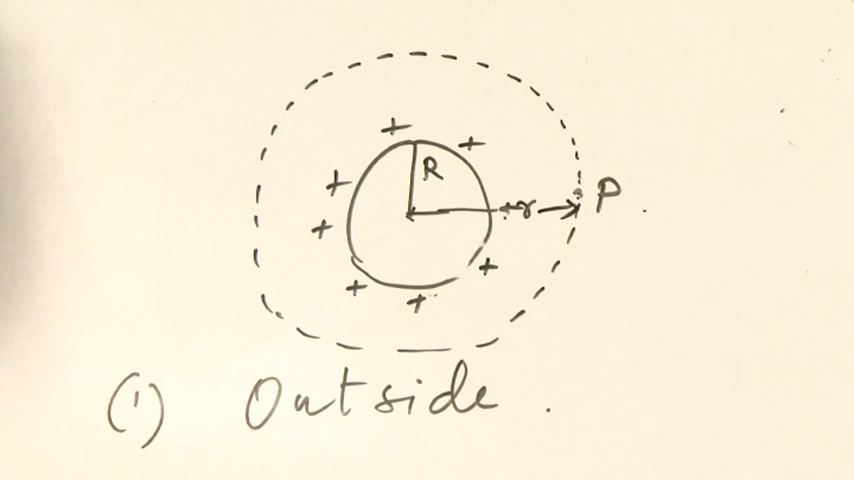 + +
R
+
+ r P
+
+
+ +
(1) Outside.